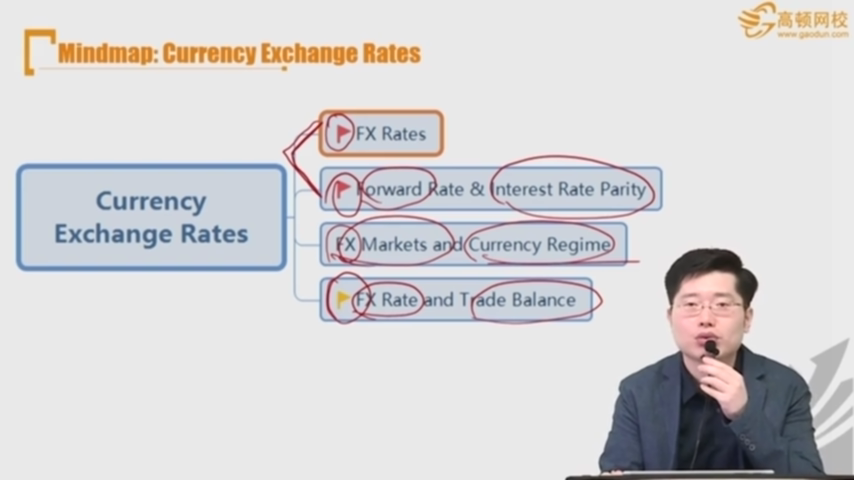 高顿网校
www.gaodun.com
Mindmap: Currency Exchange Rates
FX Rates
Forward Rate & Interest Rate Parity
Currency
Exchange Rates
FX Markets and Currency Regime
FX Rate and Trade Balance